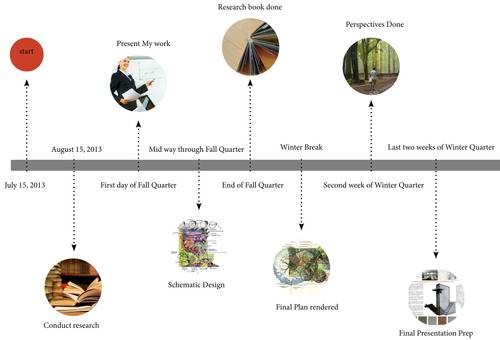 Research book done
Perspectives Done
start
Present My work
August 15, 2013
Mid way through Fall Quarter
Winter Break
Last two weeks of Winter Quarter
July 15, 2013
First day of Fall Quarter
End of Fall Quarter
Second week of Winter Quarter
Schematic Design
Final Plan rendered
Conduct research
Final Presentation Prep